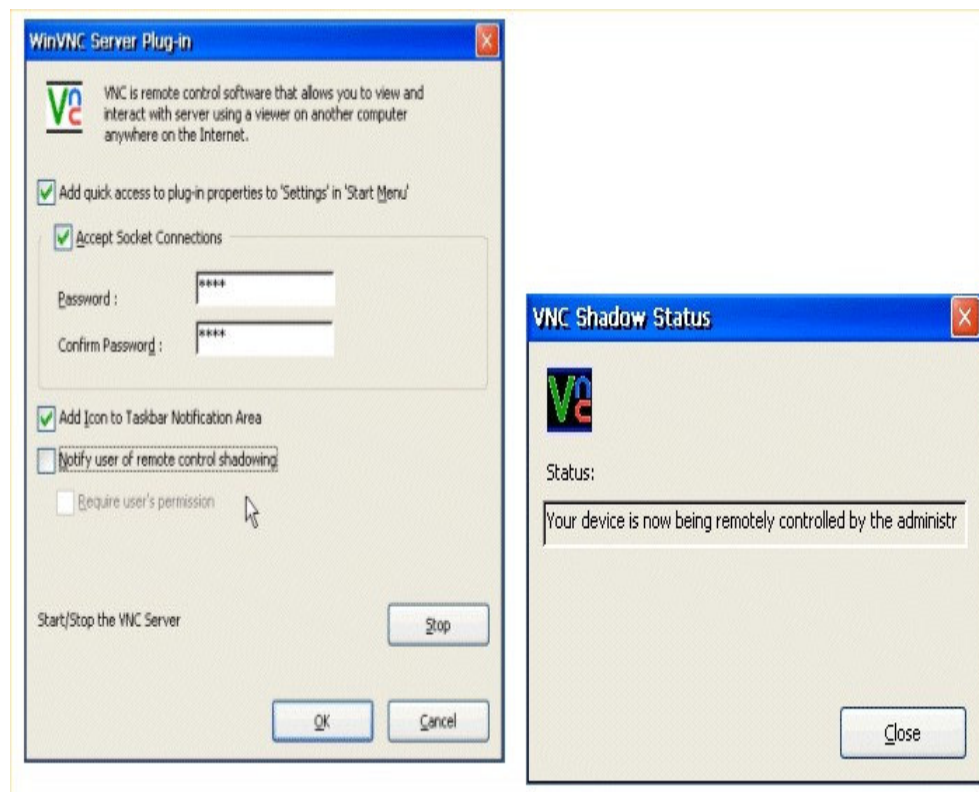 WinVNC Server Plug-in
Vnc
VNC is remote control software that allows you to view and
interact with server using a viewer on another computer
anywhere on the Internet.
Add quick access to plug-in properties to 'Settings' in 'Start Menu'
Accept Socket Connections
Password :
****
Confirm Password :
****
Add Icon to Taskbar Notification Area
Notify user of remote control shadowing
Require user's permission
Start/Stop the VNC Server
Stop
OK
Cancel
VNC Shadow Status
Vnc
Status:
Your device is now being remotely controlled by the administr
Close